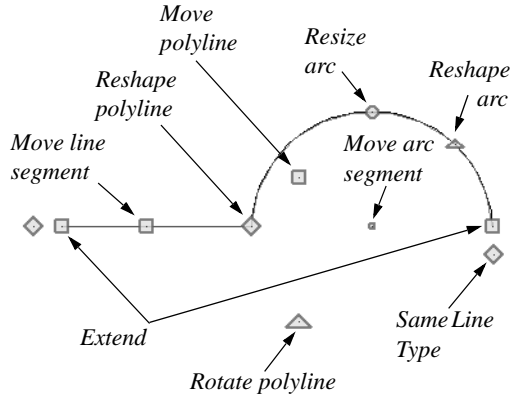 Move
polyline
Resize
arc
Reshape
arc
Reshape
polyline
Move line
segment
Move arc
segment
Extend
Same Line
Type
Rotate polyline